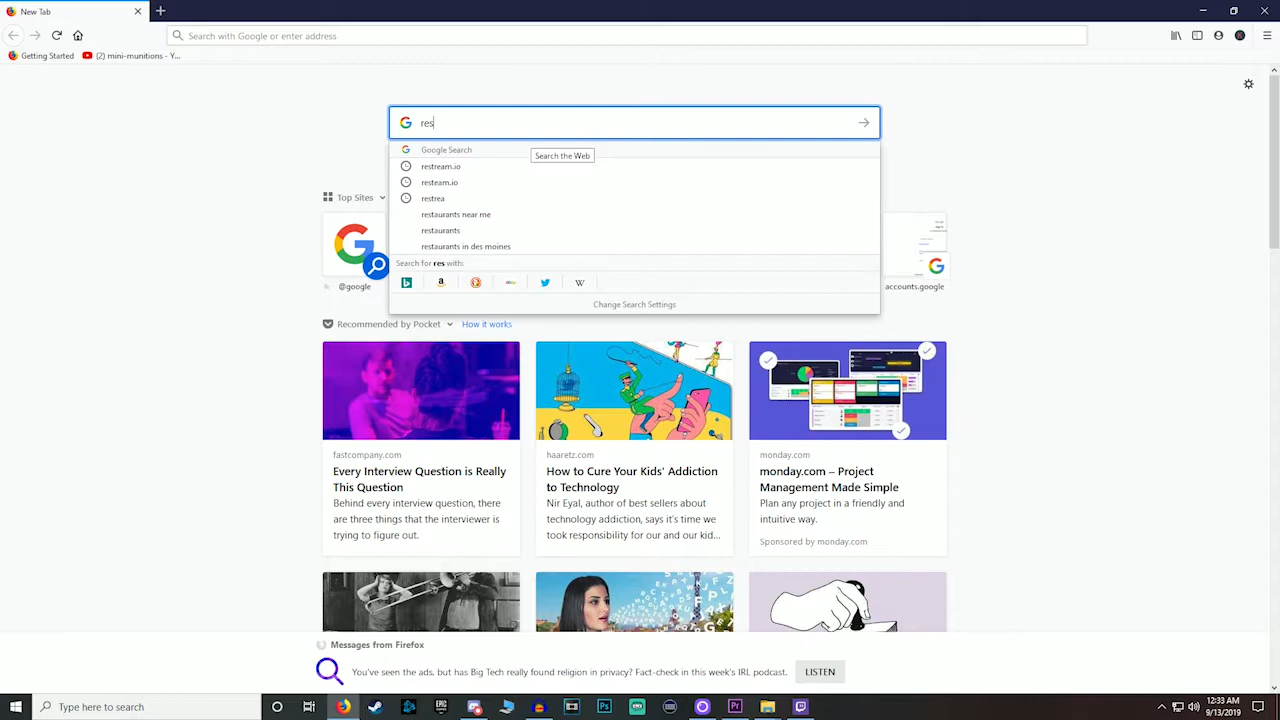 New Tab
Search with Google or enter address
Getting Started
(2) mini-munitions - Y...
res
Google Search
Search the Web
restream.io
resteam.io
restrea
restaurants near me
restaurants
restaurants in des moines
Search for res with:
Change Search Settings
Top Sites
@google
accounts.google
Recommended by Pocket
How it works
fastcompany.com
Every Interview Question is Really
This Question
Behind every interview question, there
are three things that the interviewer is
trying to figure out.
haaretz.com
How to Cure Your Kids' Addiction
to Technology
Nir Eyal, author of best sellers about
technology addiction, says it's time we
took responsibility for our and our kid...
monday.com
monday.com – Project
Management Made Simple
Plan any project in a friendly and
intuitive way.
Sponsored by monday.com
Messages from Firefox
You've seen the ads, but has Big Tech really found religion in privacy? Fact-check in this week's IRL podcast.
LISTEN
Type here to search
12:33 AM
9/13/2019